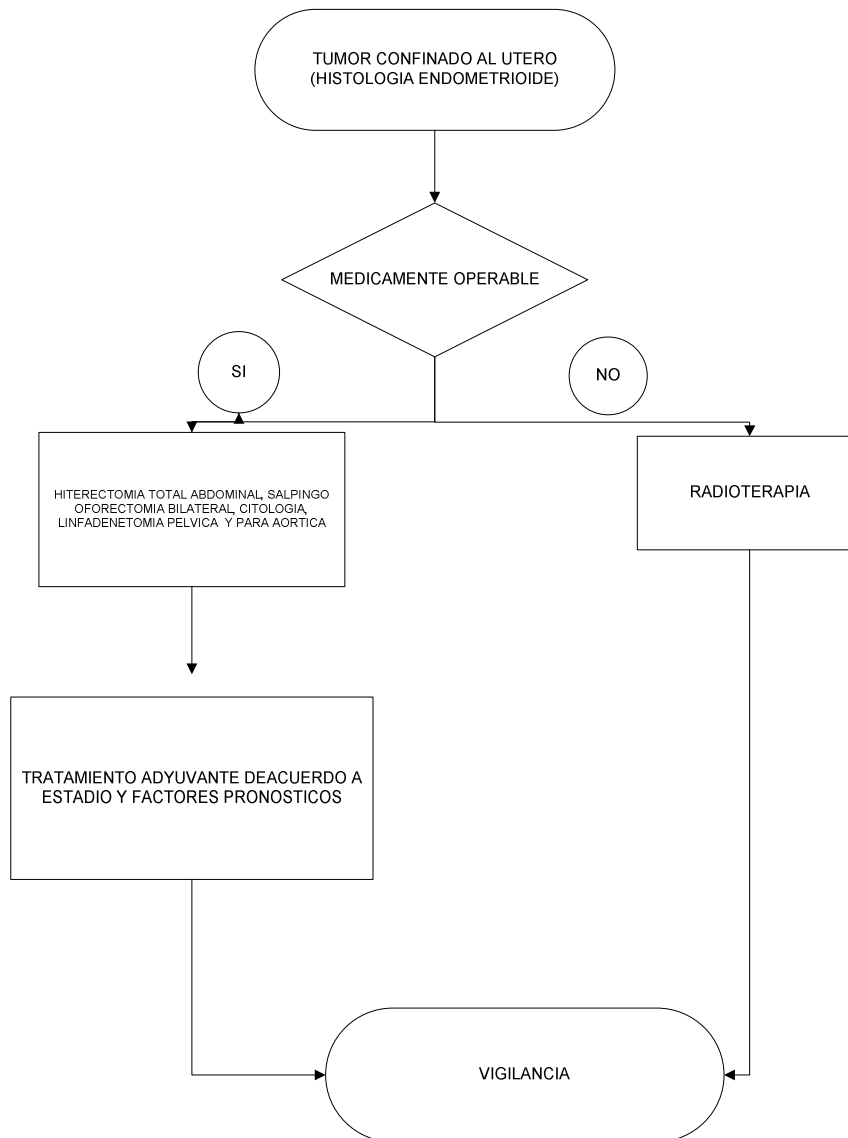 TUMOR CONFINADO AL UTERO
(HISTOLOGIA ENDOMETRIOIDE)
MEDICAMENTE OPERABLE
SI
NO
HITERECTOMIA TOTAL ABDOMINAL, SALPINGO
OFORECTOMIA BILATERAL, CITOLOGIA,
LINFADENETOMIA PELVICA Y PARA AORTICA
RADIOTERAPIA
TRATAMIENTO ADYUVANTE DEACUERDO A
ESTADIO Y FACTORES PRONOSTICOS
VIGILANCIA